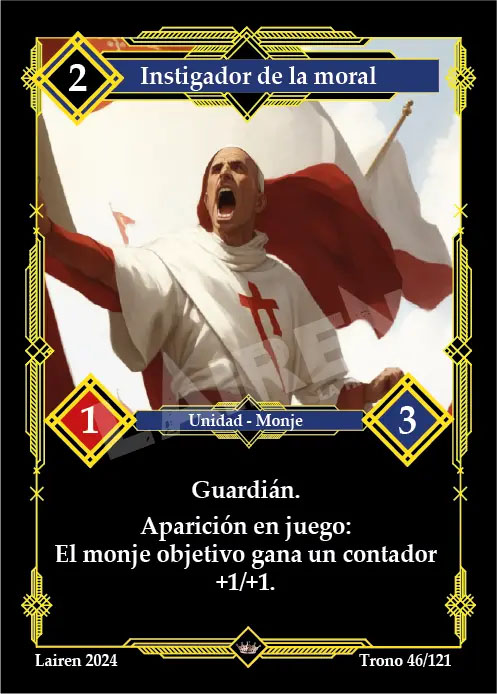 2
Instigador de la moral
LAIREN
1
Unidad - Monje
3
Guardián.
Aparición en juego:
El monje objetivo gana un contador
+1/+1.
Lairen 2024
Trono 46/121